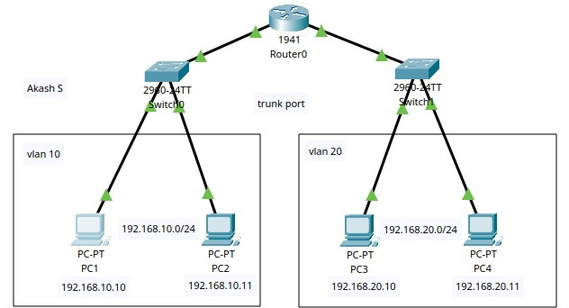 1941
Router0
Akash S
2960-24TT
Switch0
trunk port
2960-24TT
Switch1
vlan 10
192.168.10.0/24
PC-PT
PC1
PC-PT
PC2
192.168.10.10
192.168.10.11
vlan 20
192.168.20.0/24
PC-PT
PC3
PC-PT
PC4
192.168.20.10
192.168.20.11